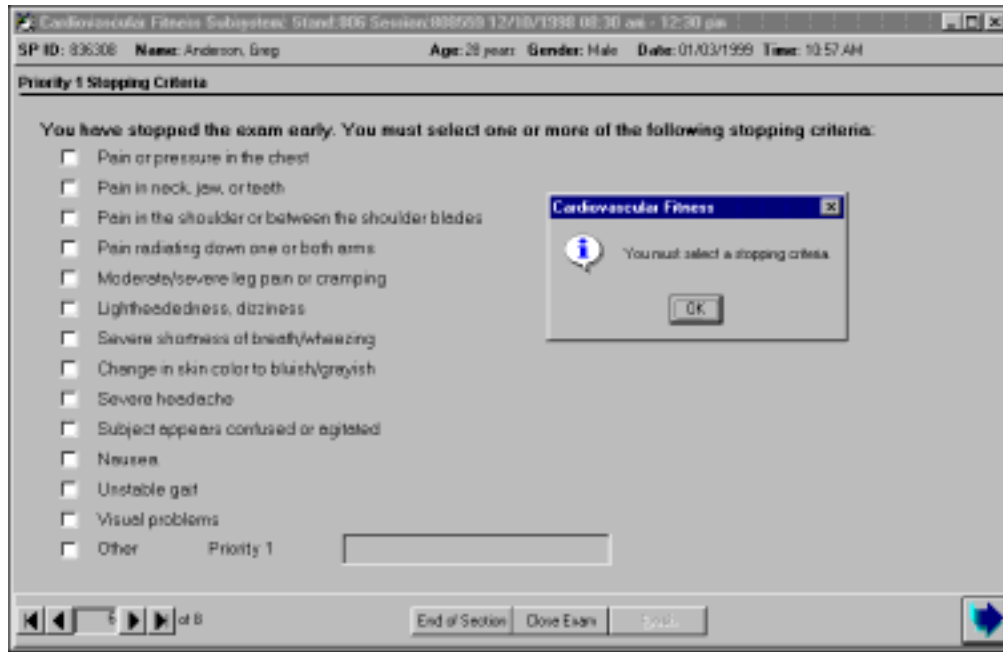 Cardiovascular Fitness Subsystem: Stand:806 Session:808599 12/10/1998 08:30 am - 12:30 pm
SP ID: 836308 Name: Anderson, Greg Age: 28 years Gender: Male Date: 01/03/1999 Time: 10:57 AM
Priority 1 Stopping Criteria
You have stopped the exam early. You must select one or more of the following stopping criteria:
Pain or pressure in the chest
Pain in neck, jaw, or teeth
Pain in the shoulder or between the shoulder blades
Pain radiating down one or both arms
Moderate/severe leg pain or cramping
Lightheadedness, dizziness
Severe shortness of breath/wheezing
Change in skin color to bluish/grayish
Severe headache
Subject appears confused or agitated
Nausea
Unstable gait
Visual problems
Other Priority 1
Cardiovascular Fitness
You must select a stopping criteria.
OK
6 of 8
End of Section Close Exam